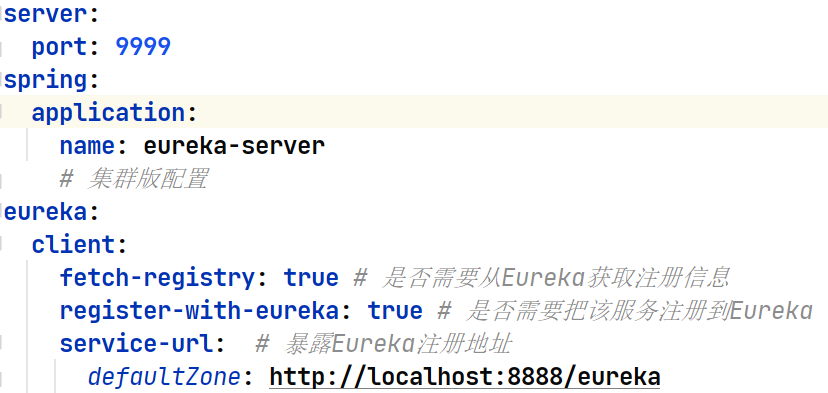 server:
  port: 9999
spring:
  application:
    name: eureka-server
    # 集群版配置
eureka:
  client:
    fetch-registry: true # 是否需要从Eureka获取注册信息
    register-with-eureka: true # 是否需要把该服务注册到Eureka
    service-url:  # 暴露Eureka注册地址
      defaultZone: http://localhost:8888/eureka